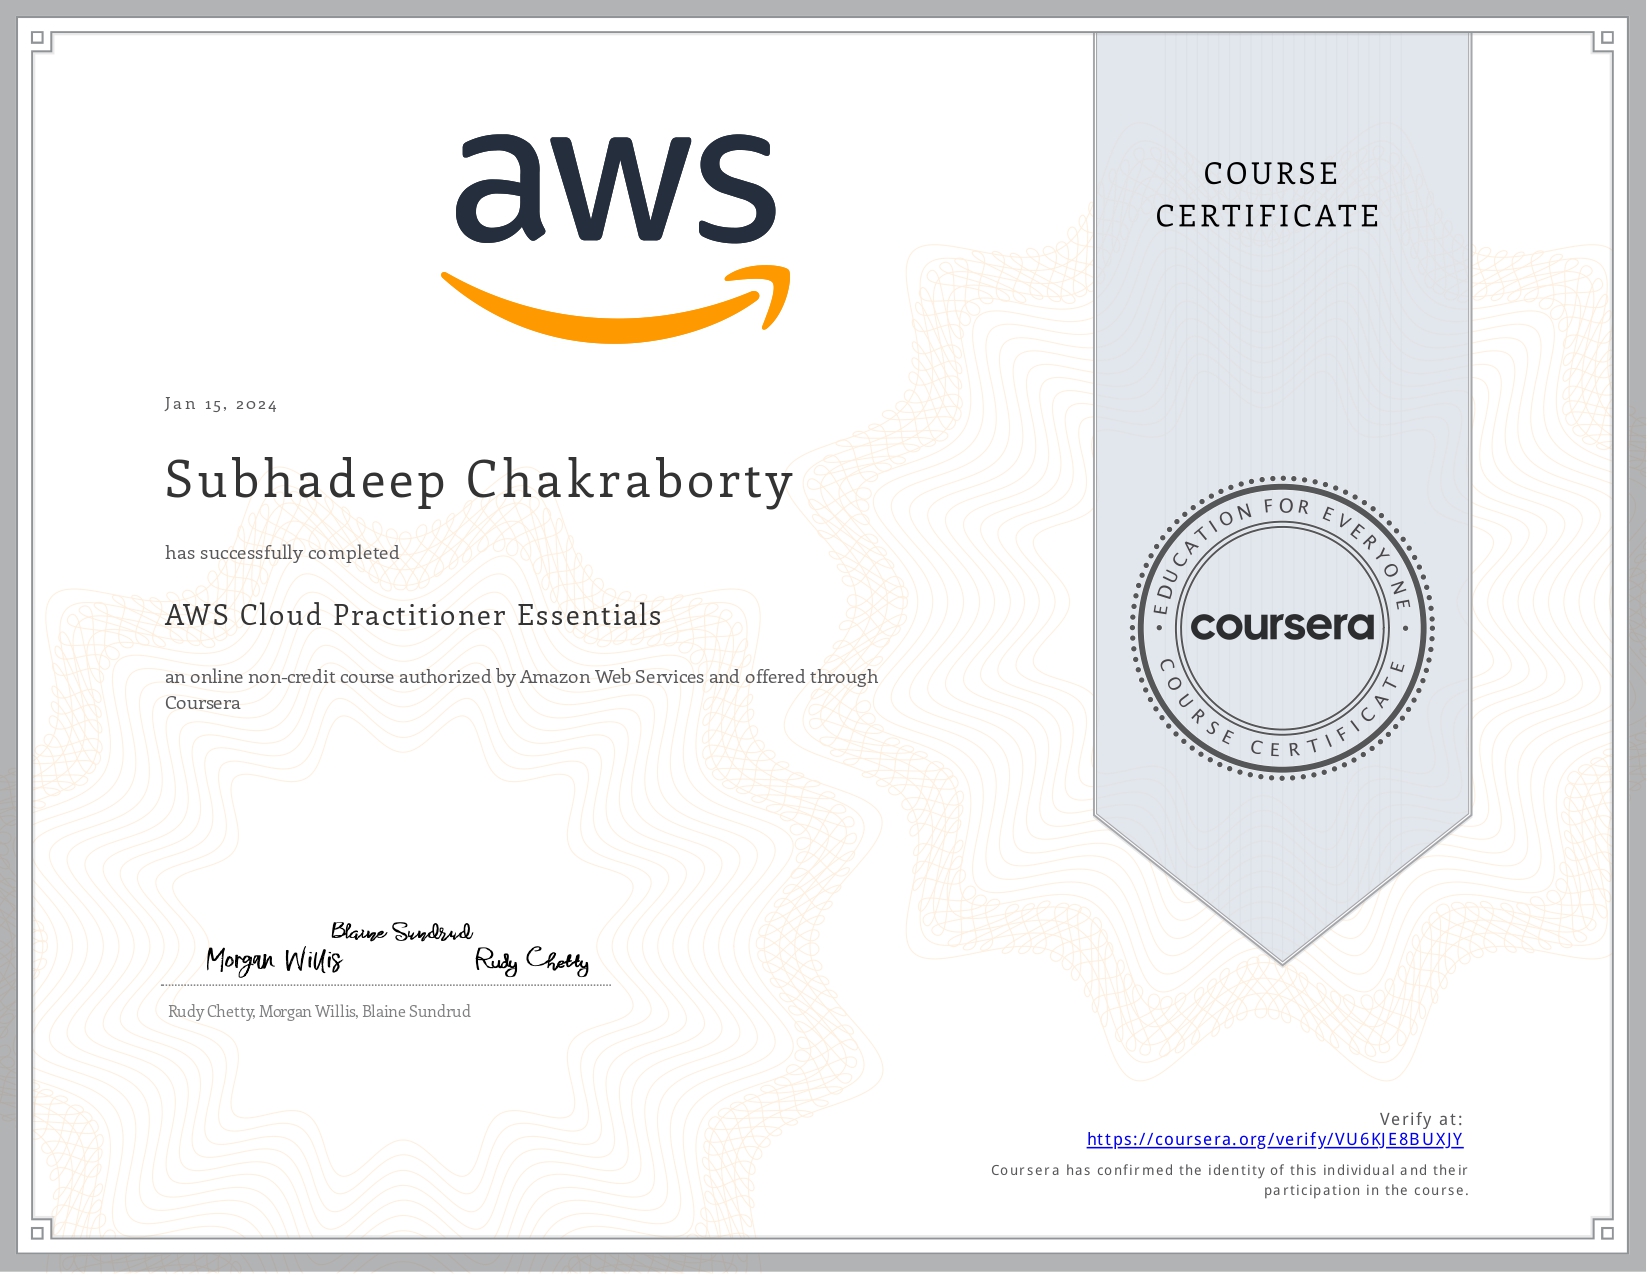 aws
COURSE
CERTIFICATE
Jan 15, 2024
Subhadeep Chakraborty
has successfully completed
AWS Cloud Practitioner Essentials
an online non-credit course authorized by Amazon Web Services and offered through
Coursera
EDUCATION FOR EVERYONE
coursera
COURSE CERTIFICATE
Blaine Sundrud
Morgan Willis
Rudy Chetty
Rudy Chetty, Morgan Willis, Blaine Sundrud
Verify at:
https://coursera.org/verify/VU6KJE8BUXJY
Coursera has confirmed the identity of this individual and their
participation in the course.